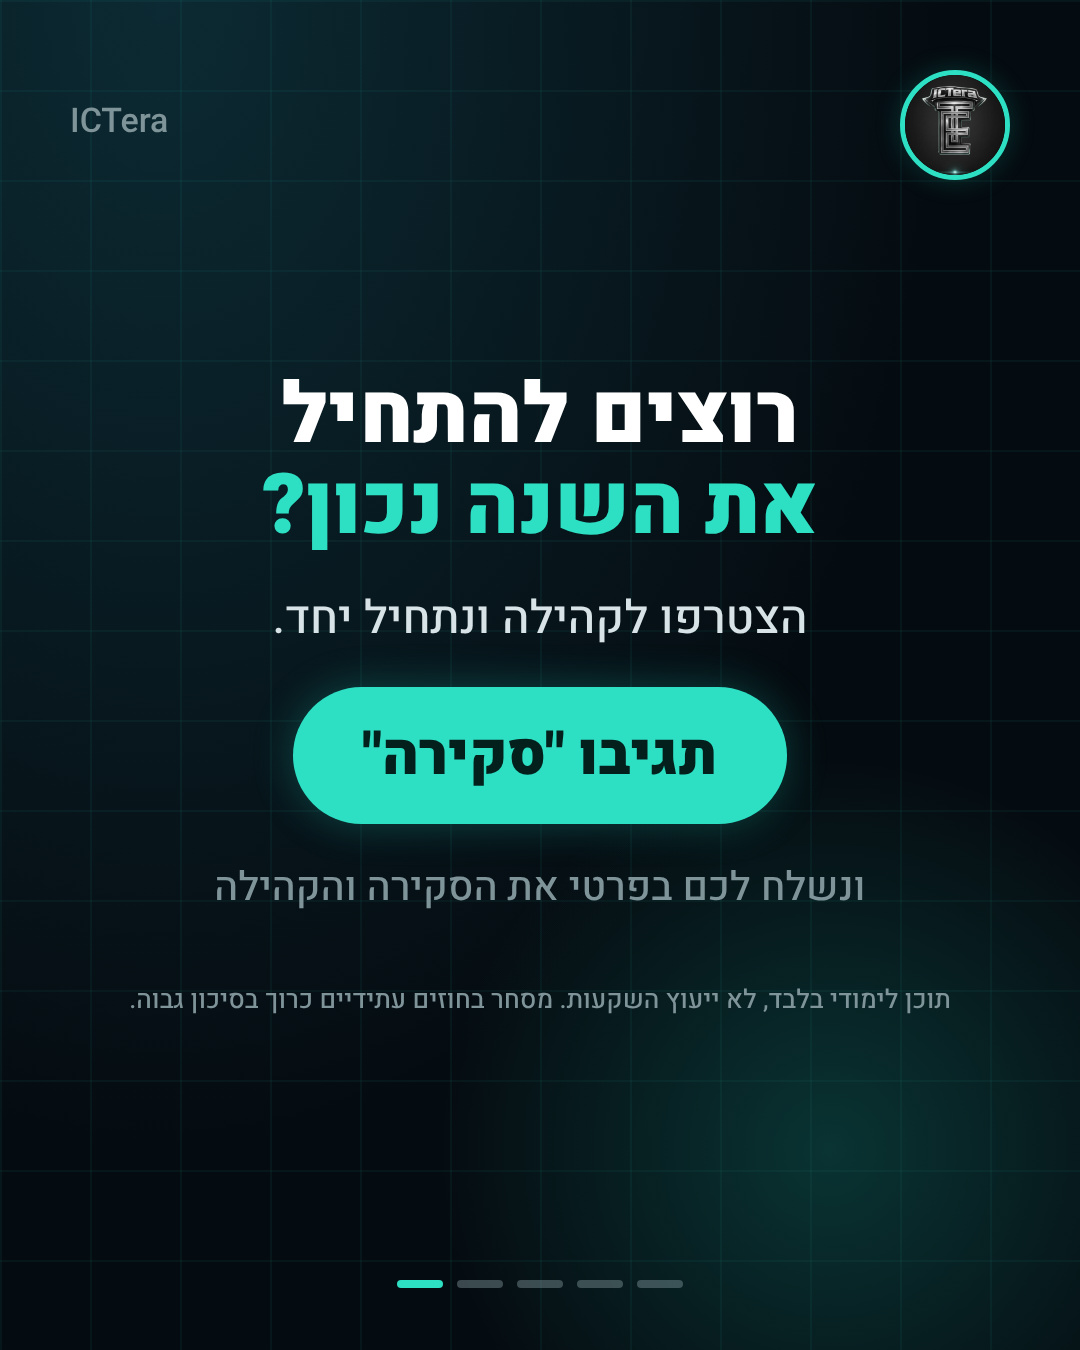 ICTera
ICTera
רוצים להתחיל
את השנה נכון?
הצטרפו לקהילה ונתחיל יחד.
תגיבו "סקירה"
ונשלח לכם בפרטי את הסקירה והקהילה
תוכן לימודי בלבד, לא ייעוץ השקעות. מסחר בחוזים עתידיים כרוך בסיכון גבוה.